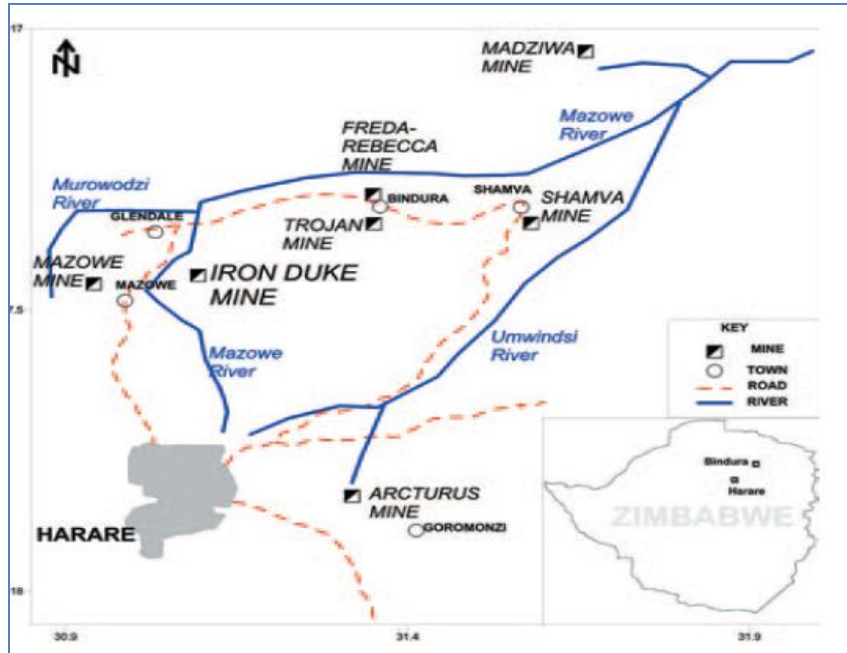 17
N
MADZIWA
MINE
Mazowe
River
FREDA-
REBECCA
MINE
Murowodzi
River
GLENDALE
BINDURA
SHAMVA
SHAMVA
MINE
TROJAN
MINE
MAZOWE
MINE
MAZOWE
IRON DUKE
MINE
7.5
Mazowe
River
Umwindsi
River
KEY
MINE
TOWN
ROAD
RIVER
Bindura
Harare
ZIMBABWE
ARCTURUS
MINE
GOROMONZI
HARARE
18
30.9
31.4
31.9